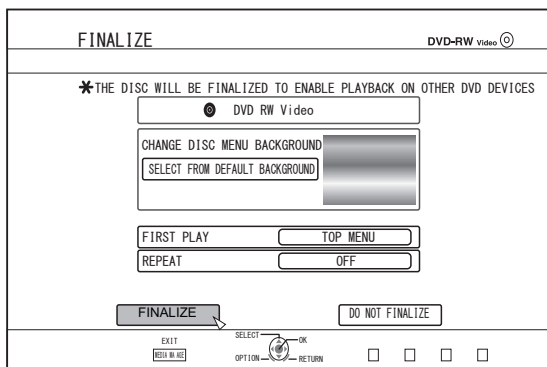 FINALIZE
DVD-RW Video
✱THE DISC WILL BE FINALIZED TO ENABLE PLAYBACK ON OTHER DVD DEVICES
DVD RW Video
CHANGE DISC MENU BACKGROUND
SELECT FROM DEFAULT BACKGROUND
FIRST PLAY TOP MENU
REPEAT OFF
FINALIZE DO NOT FINALIZE
EXIT
SELECT OK
OPTION RETURN